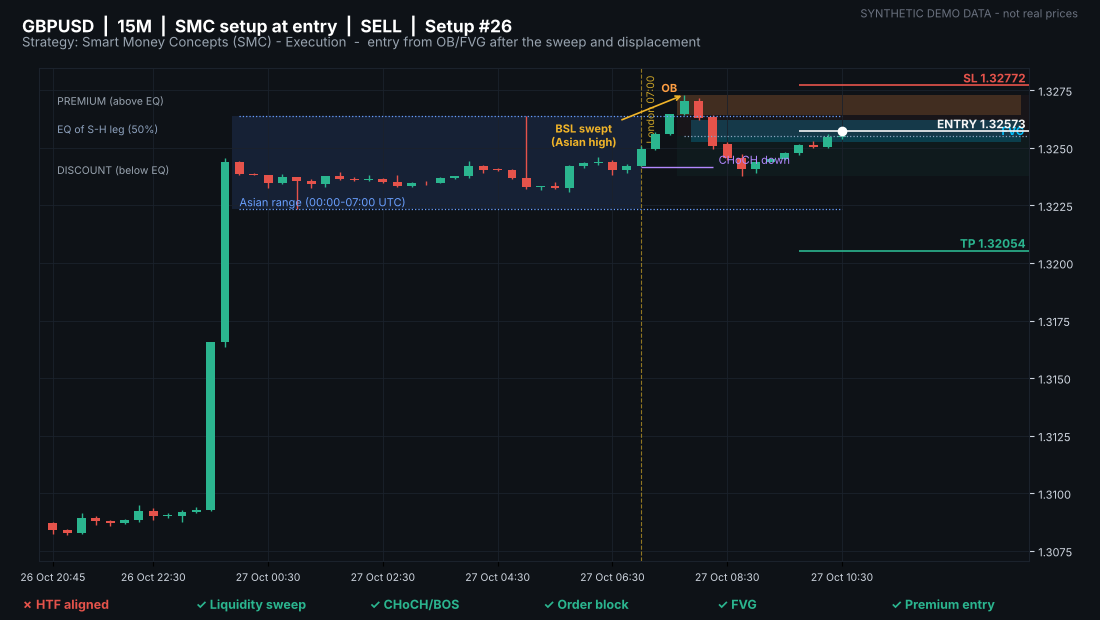 SYNTHETIC DEMO DATA - not real prices
GBPUSD | 15M | SMC setup at entry | SELL | Setup #26
Strategy: Smart Money Concepts (SMC) - Execution - entry from OB/FVG after the sweep and displacement
PREMIUM (above EQ)
EQ of S-H leg (50%)
DISCOUNT (below EQ)
Asian range (00:00-07:00 UTC)
BSL swept
(Asian high)
London 07:00
OB
CHoCH down
SL 1.32772
ENTRY 1.32573
FVG
TP 1.32054
1.3275
1.3250
1.3225
1.3200
1.3175
1.3150
1.3125
1.3100
1.3075
26 Oct 20:45 26 Oct 22:30 27 Oct 00:30 27 Oct 02:30 27 Oct 04:30 27 Oct 06:30 27 Oct 08:30 27 Oct 10:30
× HTF aligned ✓ Liquidity sweep ✓ CHoCH/BOS ✓ Order block ✓ FVG ✓ Premium entry